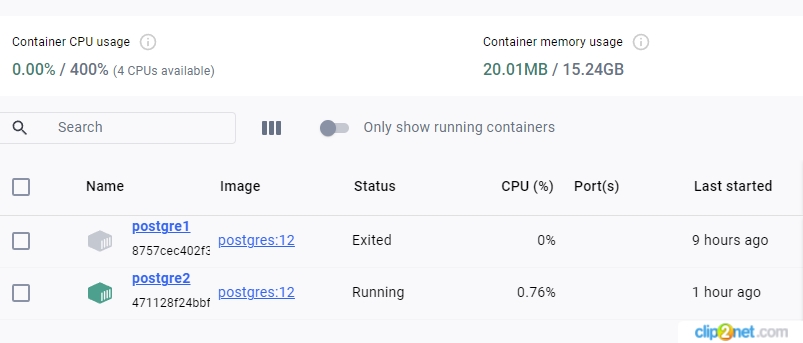 Container CPU usage
0.00% / 400% (4 CPUs available)
Container memory usage
20.01MB / 15.24GB
Search
Only show running containers
Name Image Status CPU (%) Port(s) Last started
postgre1
8757cec402f3 postgres:12 Exited 0% 9 hours ago
postgre2
471128f24bbf postgres:12 Running 0.76% 1 hour ago
clip2net.com